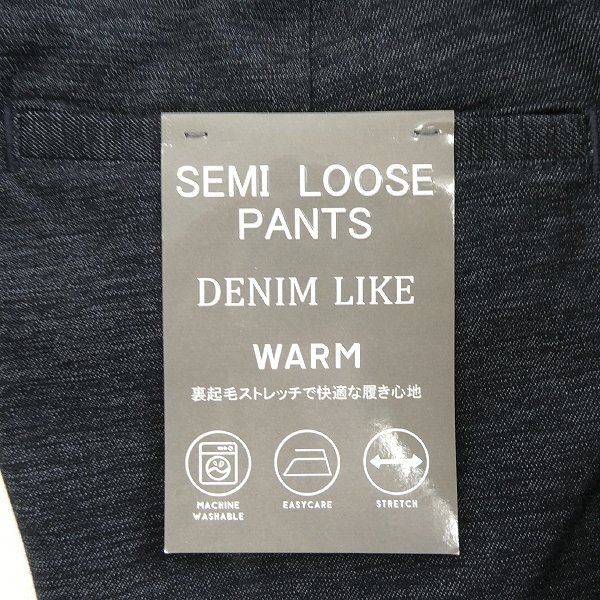 SEMI LOOSE
PANTS
DENIM LIKE
WARM
裏起毛ストレッチで快適な履き心地
MACHINE
WASHABLE
EASYCARE
STRETCH